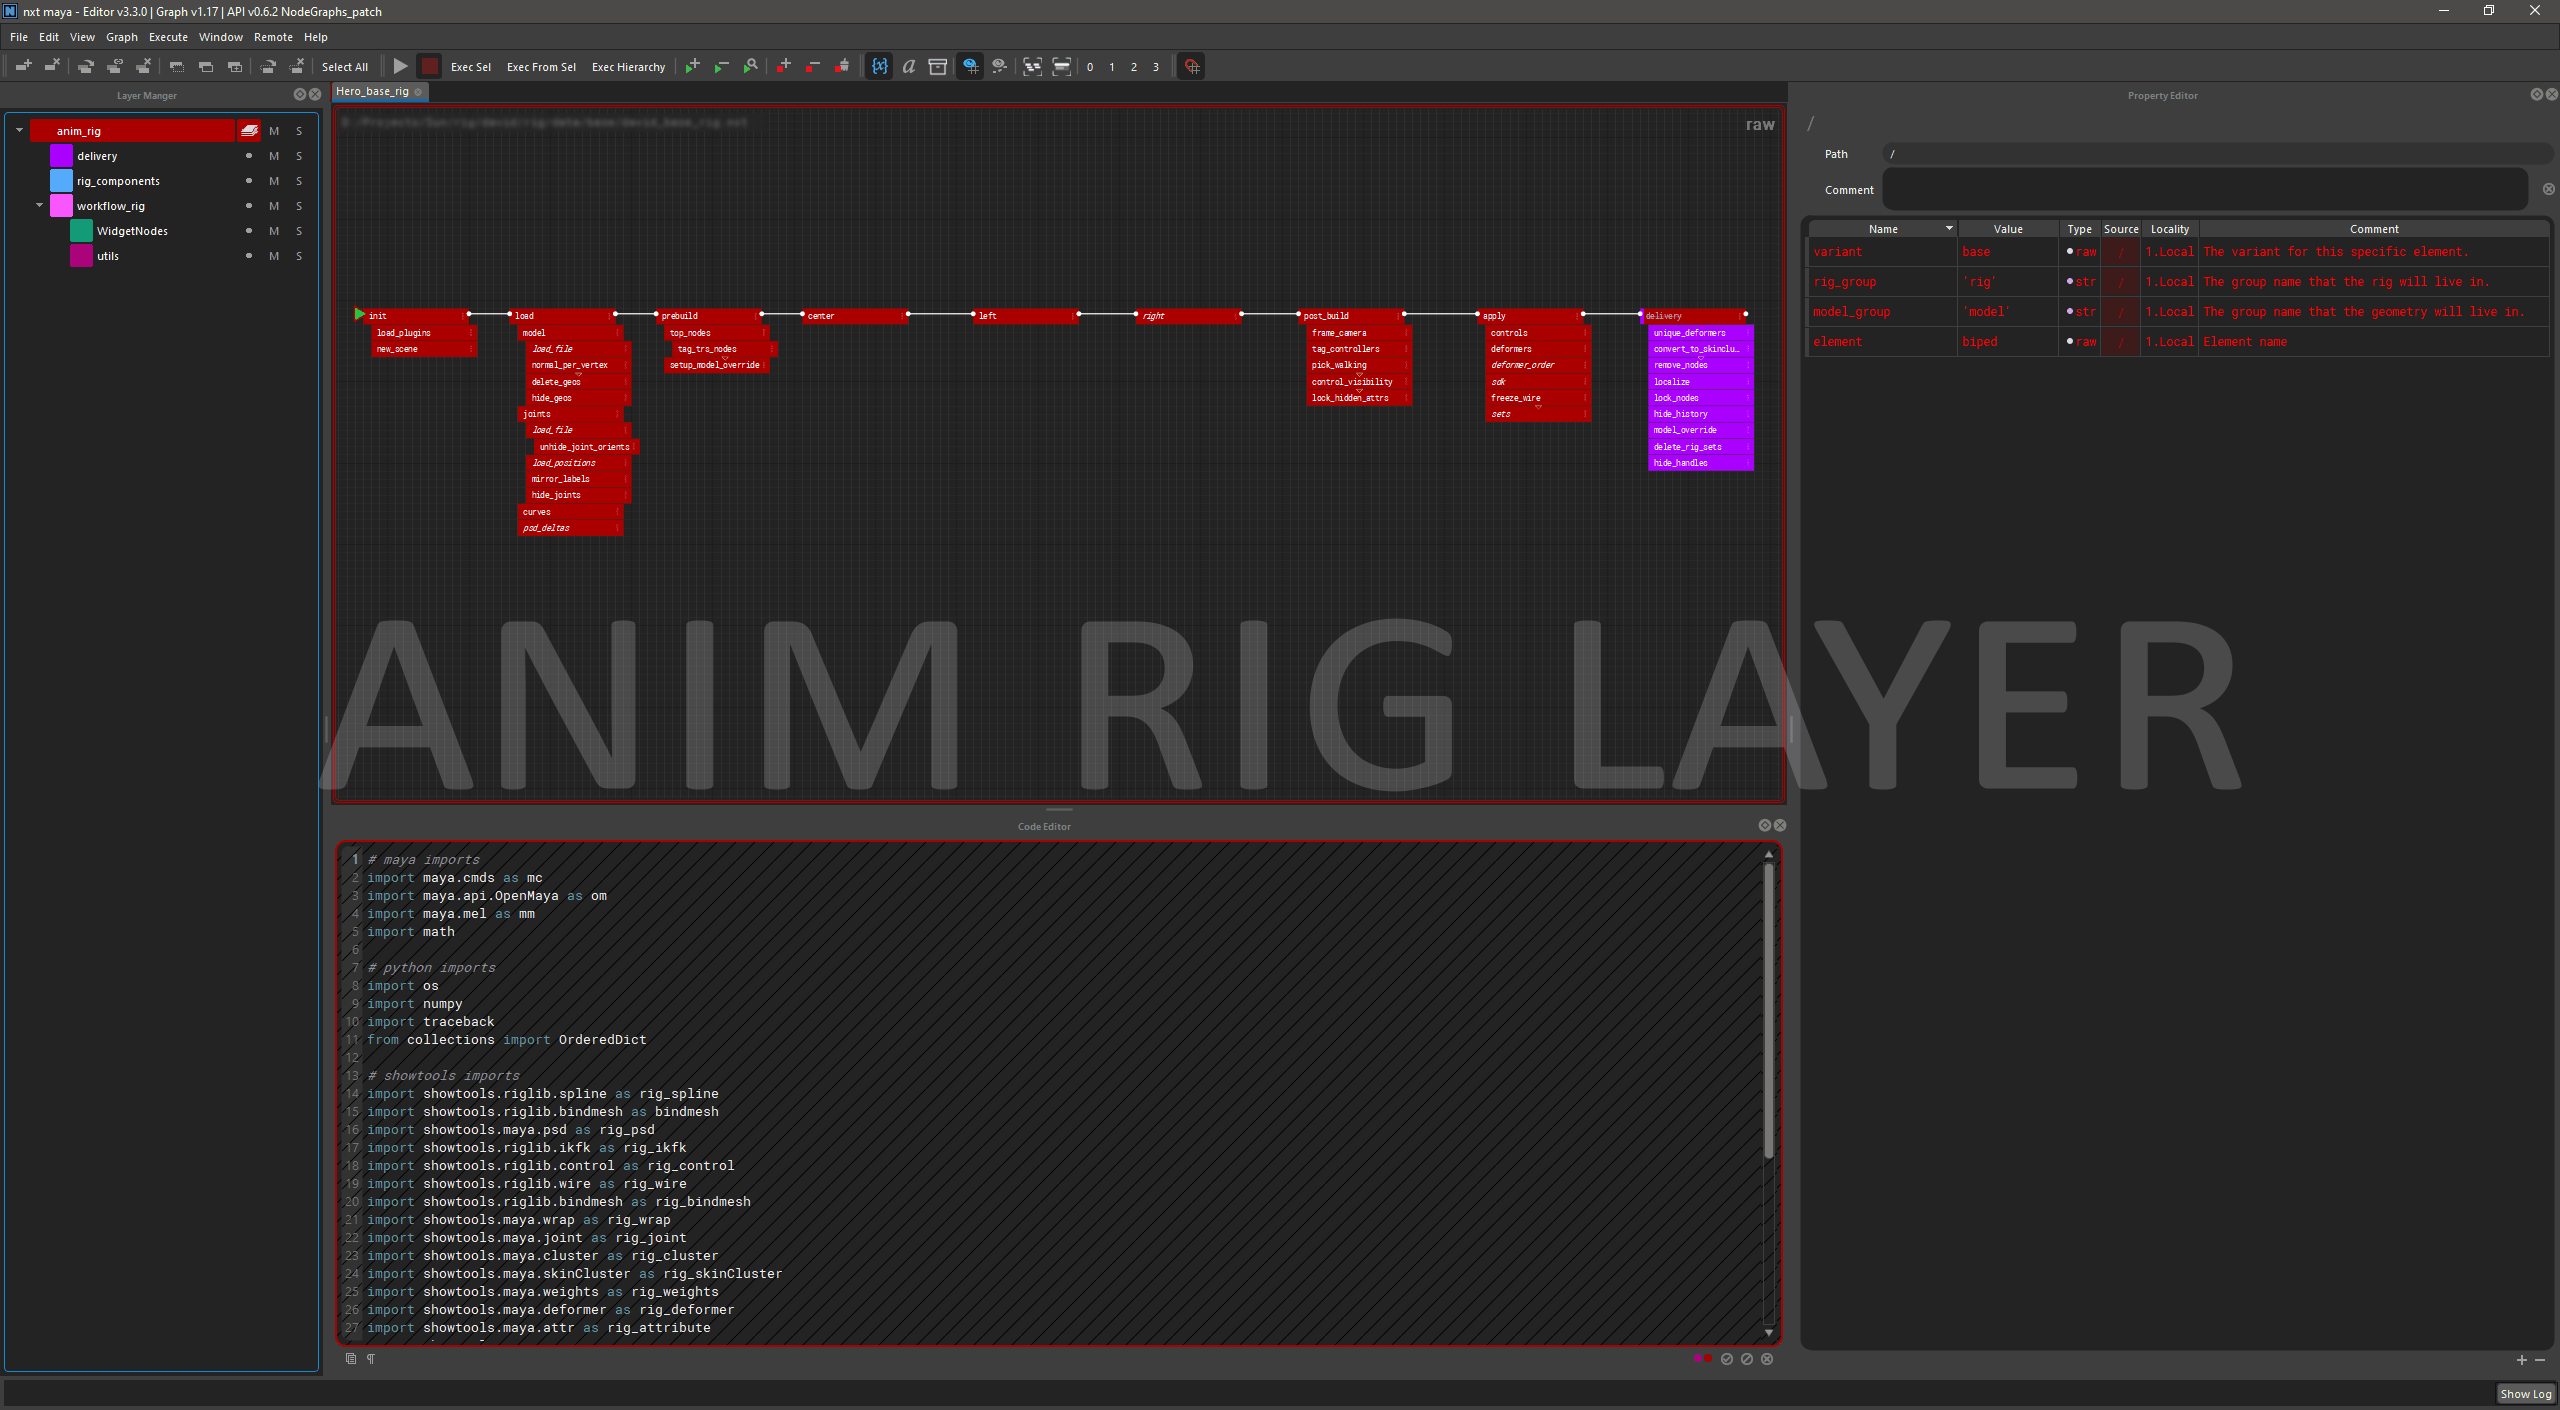 nxt maya - Editor v3.3.0 | Graph v1.17 | API v0.6.2 NodeGraphs_patch
File Edit View Graph Execute Window Remote Help
Select All Exec Sel Exec From Sel Exec Hierarchy 0 1 2 3
Layer Manger
anim_rig M S
delivery M S
rig_components M S
workflow_rig M S
WidgetNodes M S
utils M S
Hero_base_rig
raw
init
load_plugins
new_scene
load
model
load_file
normal_per_vertex
delete_geos
hide_geos
joints
load_file
unhide_joint_orients
load_positions
mirror_labels
hide_joints
curves
psd_deltas
prebuild
top_nodes
tag_trs_nodes
setup_model_override
center
left
right
post_build
frame_camera
tag_controllers
pick_walking
control_visibility
lock_hidden_attrs
apply
controls
deformers
deformer_order
sdk
freeze_wire
sets
delivery
unique_deformers
convert_to_skinclu…
remove_nodes
localize
lock_nodes
hide_history
model_override
delete_rig_sets
hide_handles
ANIM RIG LAYER
Code Editor
1 # maya imports
2 import maya.cmds as mc
3 import maya.api.OpenMaya as om
4 import maya.mel as mm
5 import math
6
7 # python imports
8 import os
9 import numpy
10 import traceback
11 from collections import OrderedDict
12
13 # showtools imports
14 import showtools.riglib.spline as rig_spline
15 import showtools.riglib.bindmesh as bindmesh
16 import showtools.maya.psd as rig_psd
17 import showtools.riglib.ikfk as rig_ikfk
18 import showtools.riglib.control as rig_control
19 import showtools.riglib.wire as rig_wire
20 import showtools.riglib.bindmesh as rig_bindmesh
21 import showtools.maya.wrap as rig_wrap
22 import showtools.maya.joint as rig_joint
23 import showtools.maya.cluster as rig_cluster
24 import showtools.maya.skinCluster as rig_skinCluster
25 import showtools.maya.weights as rig_weights
26 import showtools.maya.deformer as rig_deformer
27 import showtools.maya.attr as rig_attribute
Property Editor
/
Path /
Comment
Name Value Type Source Locality Comment
variant base raw / 1.Local The variant for this specific element.
rig_group 'rig' str / 1.Local The group name that the rig will live in.
model_group 'model' str / 1.Local The group name that the geometry will live in.
element biped raw / 1.Local Element name
Show Log